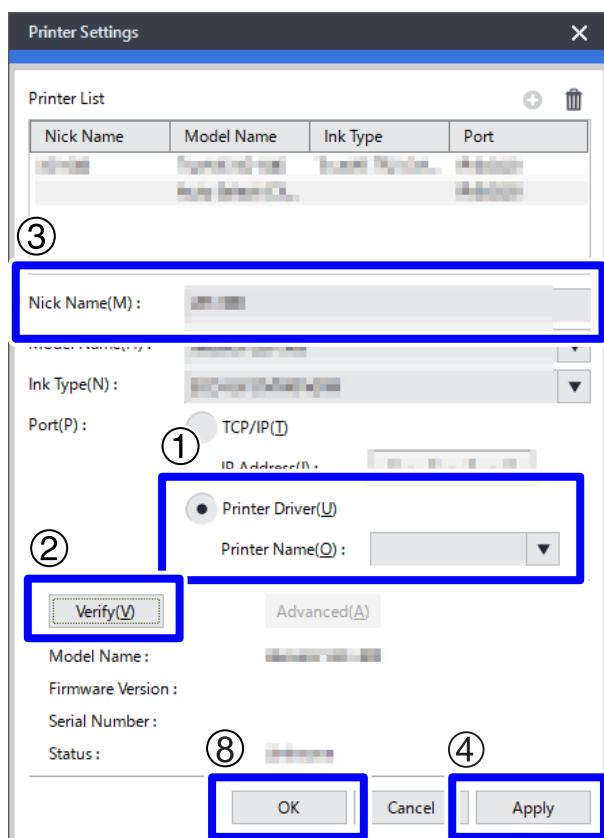 Printer Settings
Printer List
Nick Name Model Name Ink Type Port
③
Nick Name(M) :
Ink Type(N) :
Port(P) : TCP/IP(T)
①
IP Address(I) :
Printer Driver(U)
②
Printer Name(O) :
Verify(V) Advanced(A)
Model Name :
Firmware Version :
Serial Number :
Status :
⑧ ④
OK Cancel Apply